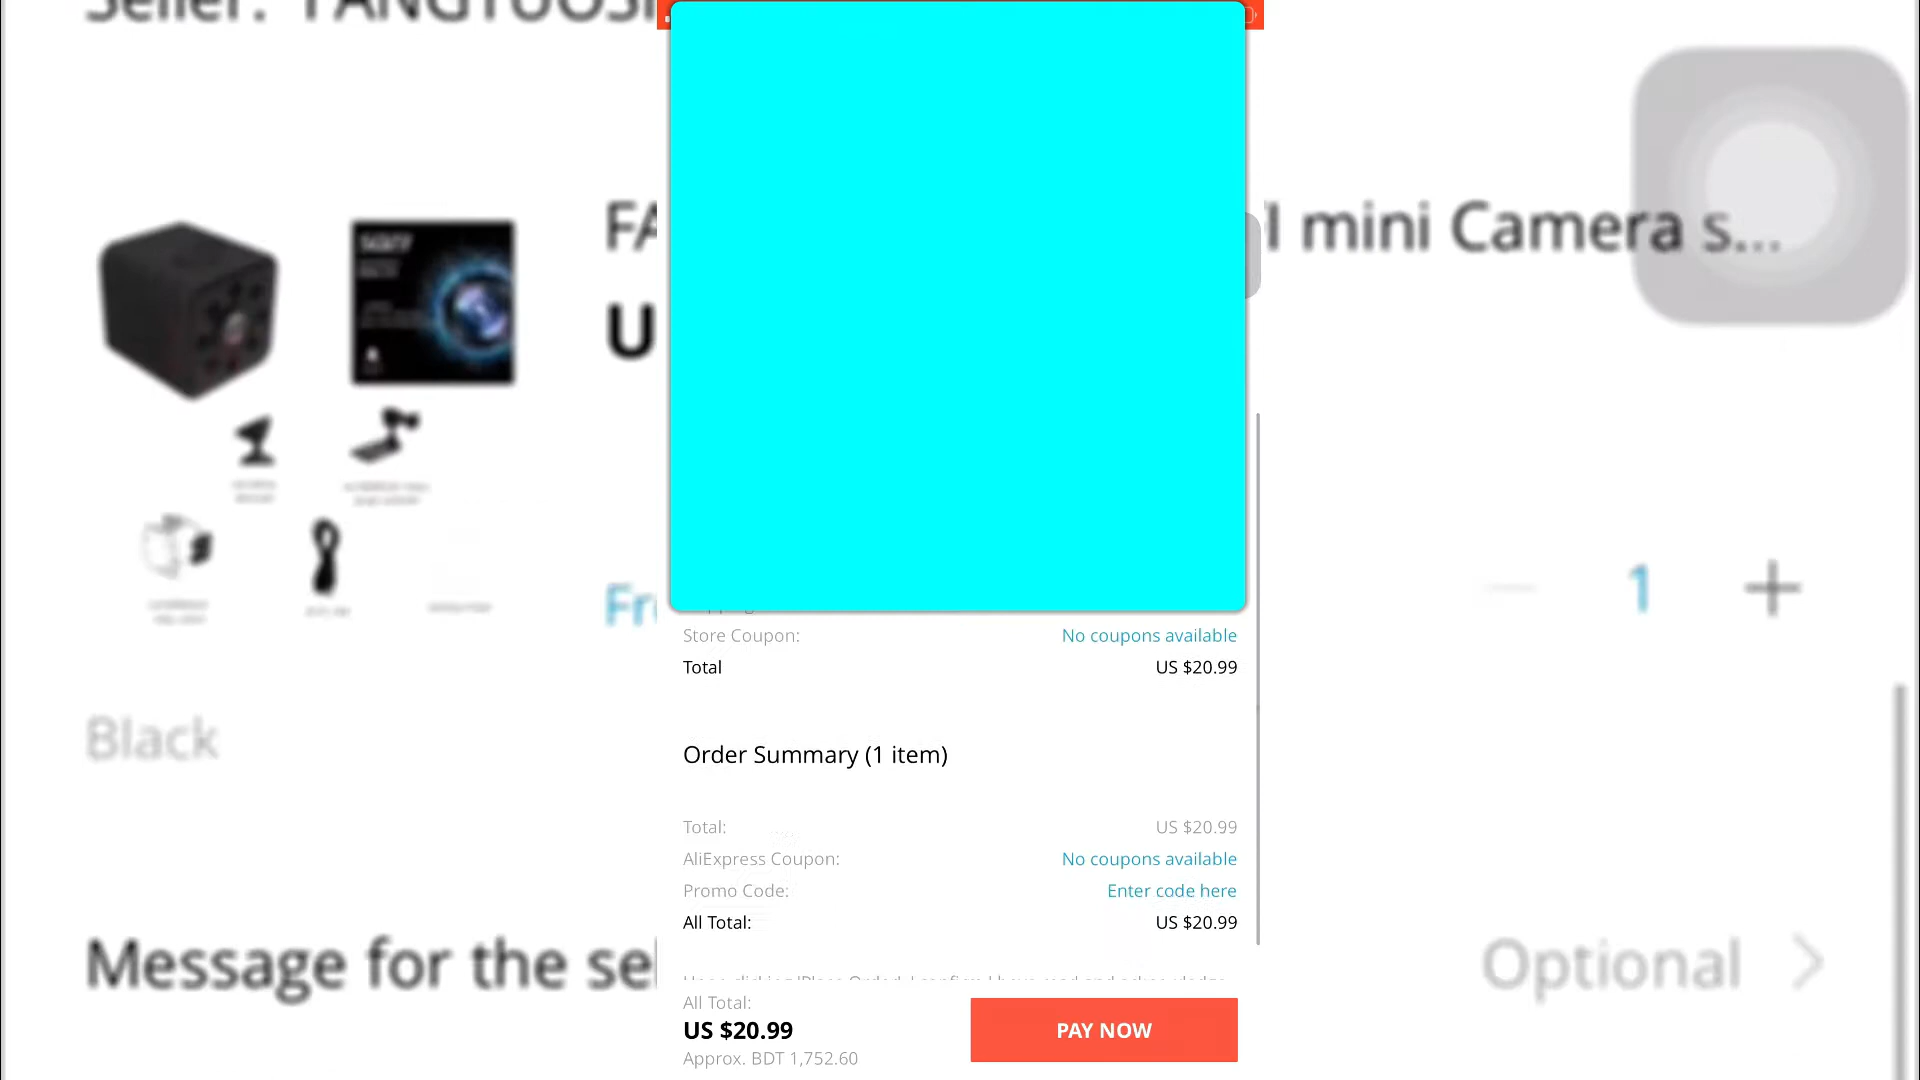 Seller:
I mini Camera s...
1
Black
Message for the se
Optional
Store Coupon: No coupons available
Total US $20.99
Order Summary (1 item)
Total: US $20.99
AliExpress Coupon: No coupons available
Promo Code: Enter code here
All Total: US $20.99
All Total:
US $20.99
PAY NOW
Approx. BDT 1,752.60